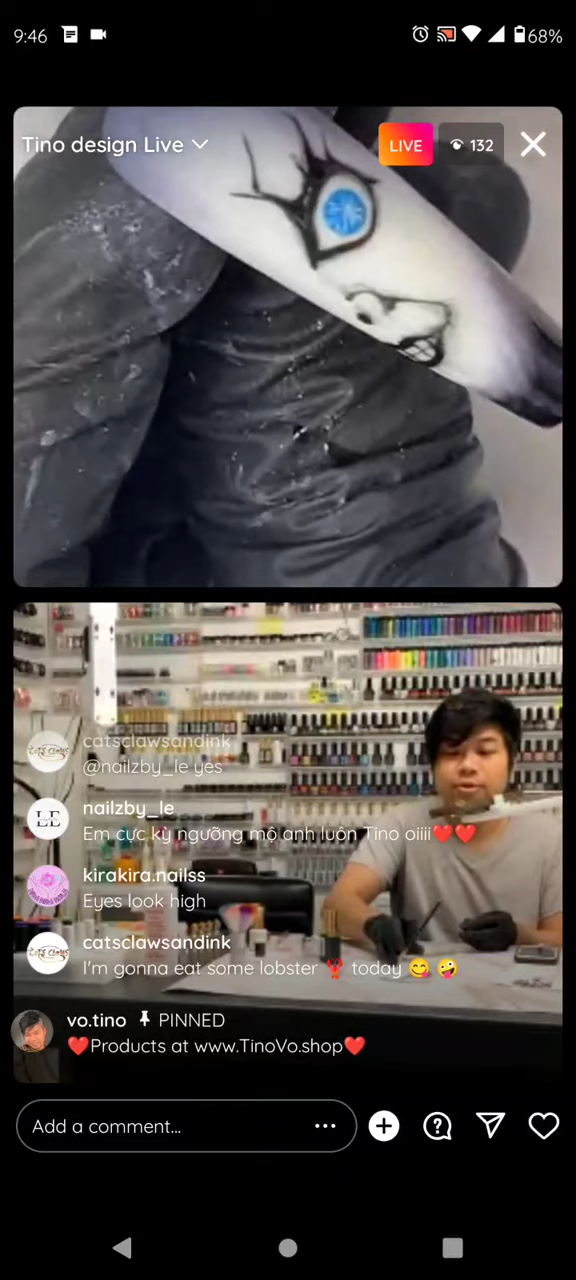 9:46
68%
Tino design Live
LIVE
132
catsclawsandink
@nailzby_le yes
nailzby_le
Em cực kỳ ngưỡng mộ anh luôn Tino oiiii❤️❤️
kirakira.nailss
Eyes look high
catsclawsandink
I'm gonna eat some lobster 🦞 today 😋 🤪
vo.tino 📌 PINNED
❤️Products at www.TinoVo.shop❤️
Add a comment...